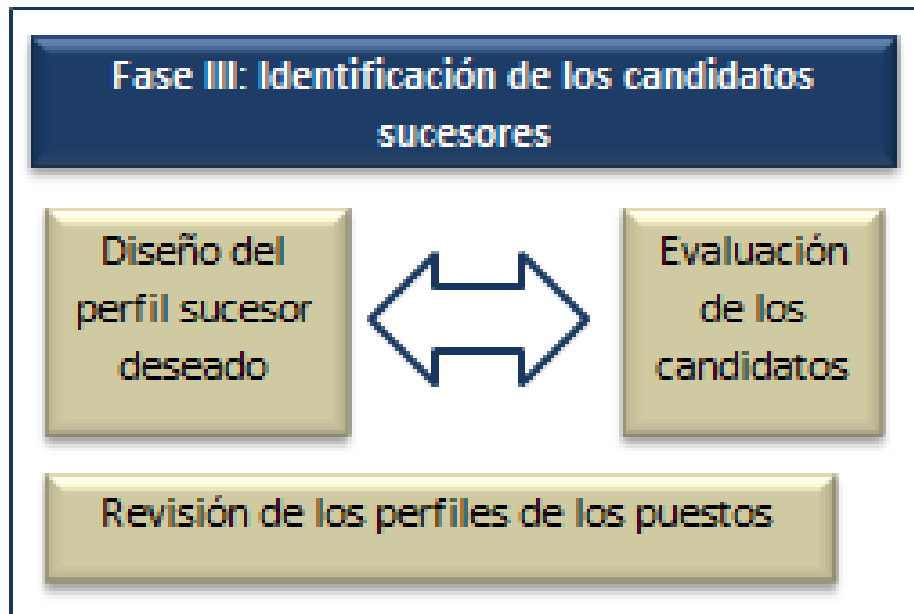 Fase III: Identificación de los candidatos
sucesores
Diseño del
perfil sucesor
deseado
Evaluación
de los
candidatos
Revisión de los perfiles de los puestos